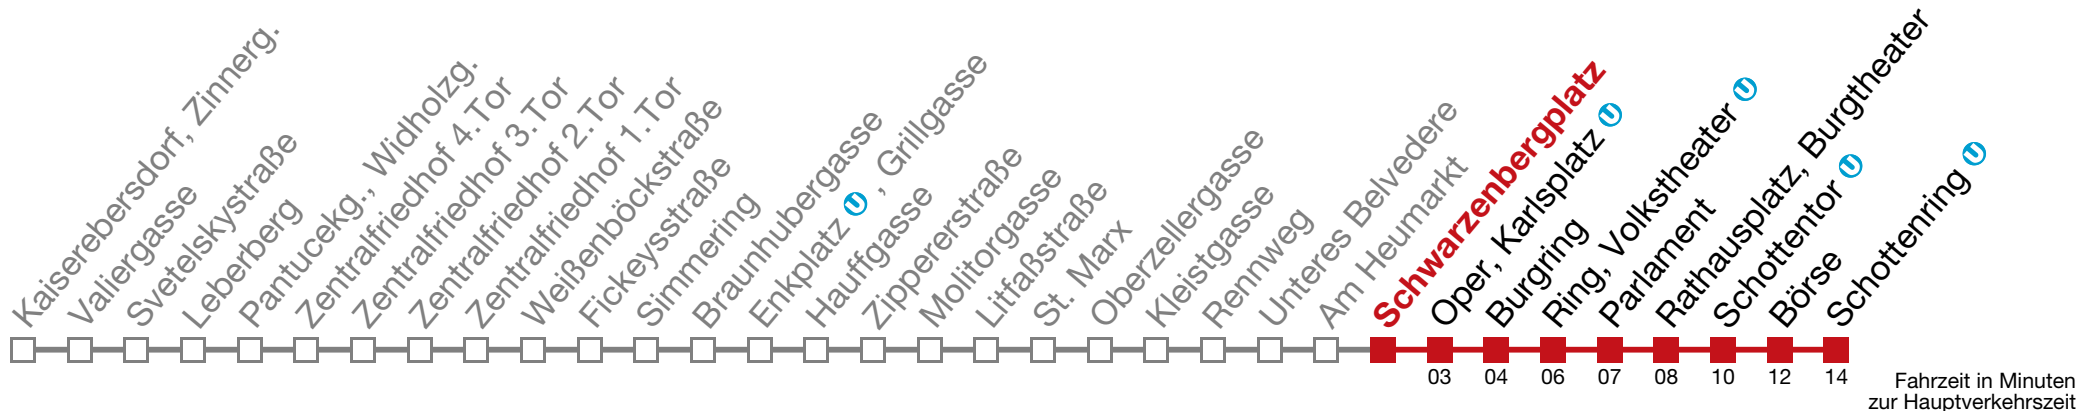 Kaiserebersdorf, Zinnerg.
Valiergasse
Svetelskystraße
Leberberg
Pantucekg., Widholzg.
Zentralfriedhof 4.Tor
Zentralfriedhof 3.Tor
Zentralfriedhof 2.Tor
Zentralfriedhof 1.Tor
Weißenböckstraße
Fickeysstraße
Simmering
Braunhubergasse
Enkplatz U , Grillgasse
Hauffgasse
Zippererstraße
Molitorgasse
Litfaßstraße
St. Marx
Oberzellergasse
Kleistgasse
Rennweg
Unteres Belvedere
Am Heumarkt
Schwarzenbergplatz
Oper, Karlsplatz U
Burgring
Ring, Volkstheater U
Parlament
Rathausplatz, Burgtheater
Schottentor U
Börse
Schottenring U
03 04 06 07 08 10 12 14
Fahrzeit in Minuten
zur Hauptverkehrszeit